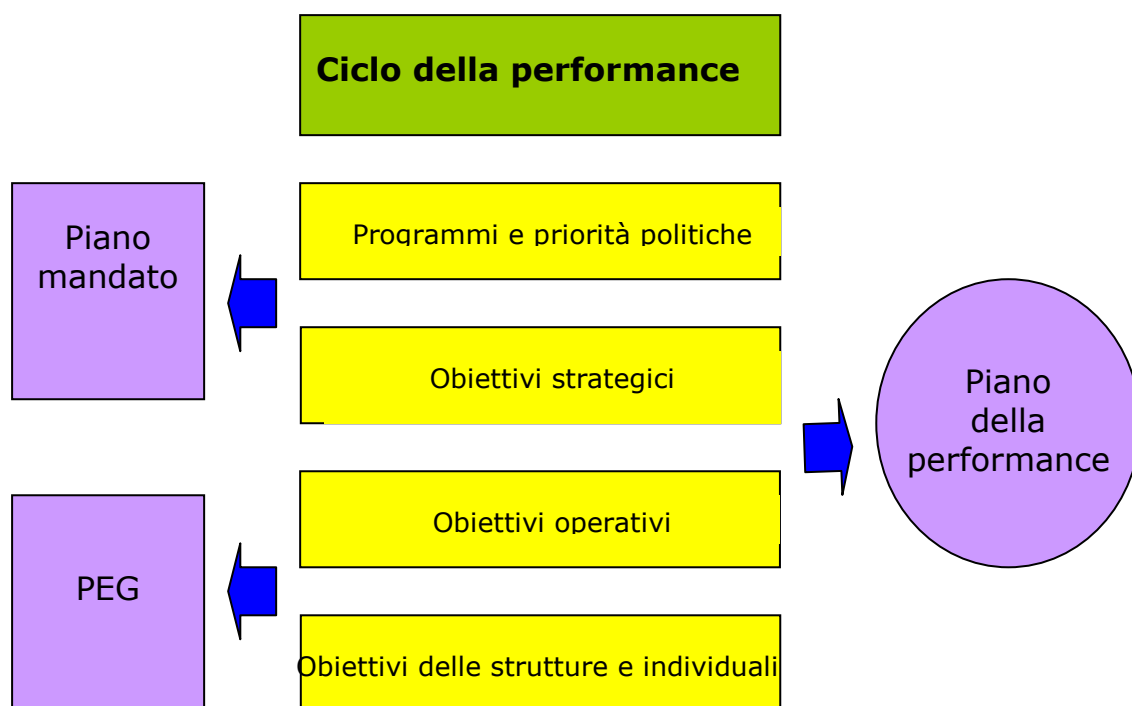 Ciclo della performance
Piano
mandato
Programmi e priorità politiche
Obiettivi strategici
Piano
della
performance
Obiettivi operativi
PEG
Obiettivi delle strutture e individuali